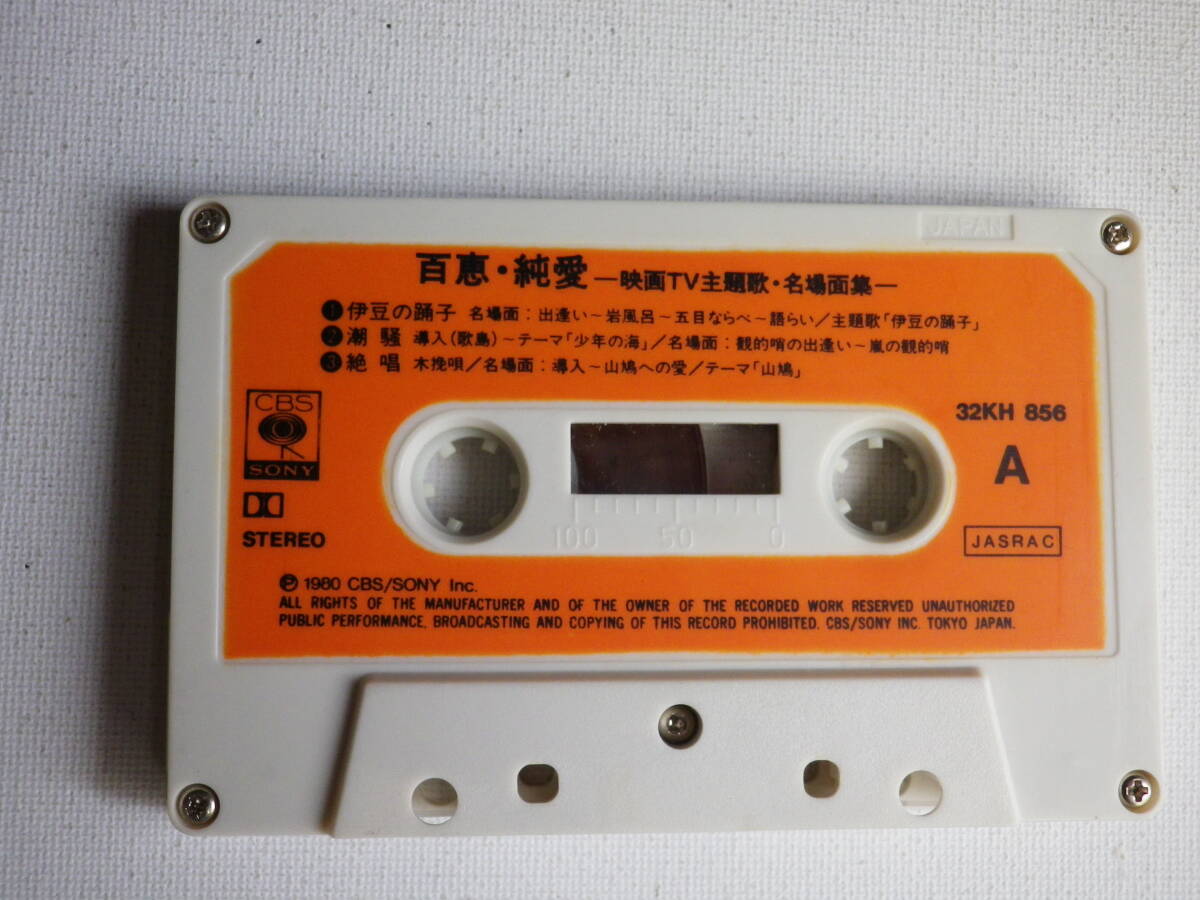 JAPAN
百恵・純愛 ―映画TV主題歌・名場面集―
❶伊豆の踊子 名場面：出逢い～岩風呂～五目ならべ～語らい／主題歌「伊豆の踊子」
❷潮騒 導入(歌島)～テーマ「少年の海」／名場面：観的哨の出逢い～嵐の観的哨
❸絶唱 木挽唄／名場面：導入～山鳩への愛／テーマ「山鳩」
CBS
SONY
STEREO
32KH 856
A
JASRAC
100 50 0
Ⓟ 1980 CBS/SONY Inc.
ALL RIGHTS OF THE MANUFACTURER AND OF THE OWNER OF THE RECORDED WORK RESERVED UNAUTHORIZED
PUBLIC PERFORMANCE, BROADCASTING AND COPYING OF THIS RECORD PROHIBITED. CBS/SONY INC. TOKYO JAPAN.